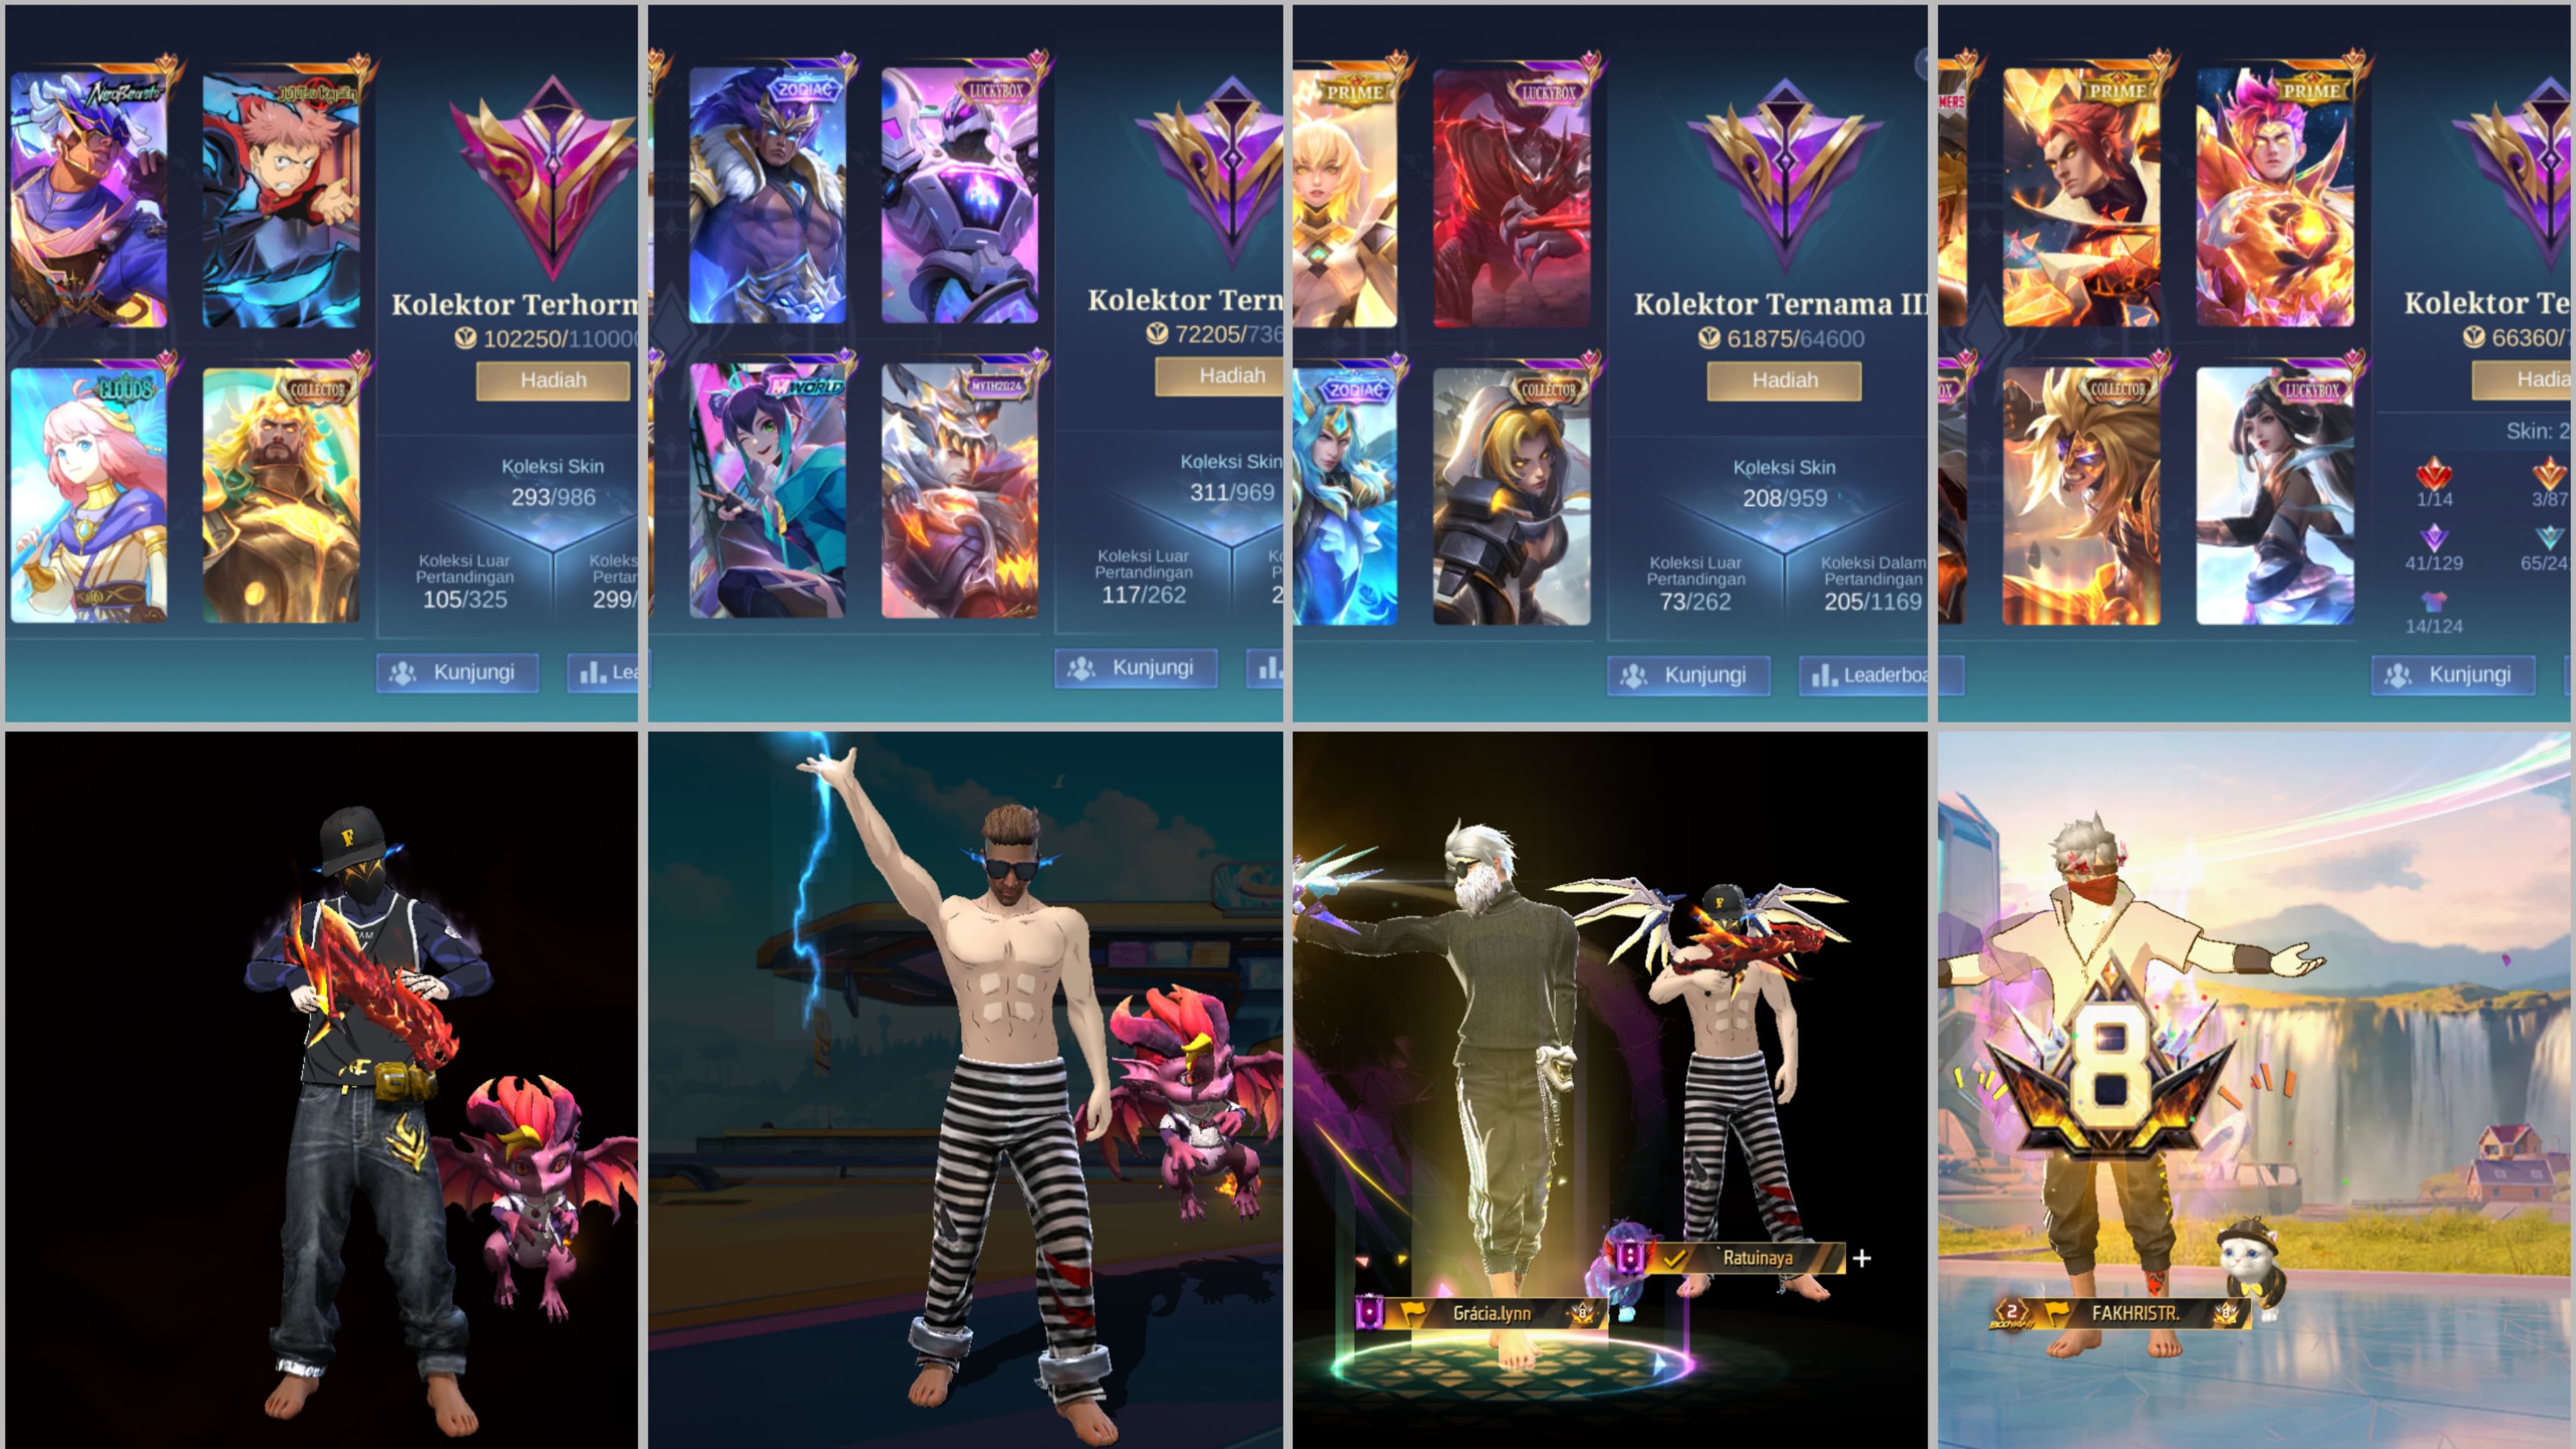 NeoBeasts
JUJUTSU KAISEN
Kolektor Terhorm
102250/110000
Hadiah
CLOUDS
COLLECTOR
Koleksi Skin
293/986
Koleksi Luar
Pertandingan
105/325
Koleks
Pertar
299/
Kunjungi
Lea
ZODIAC
LUCKYBOX
Kolektor Tern
72205/736
Hadiah
MWORLD
MYTH2024
Koleksi Skin
311/969
Koleksi Luar
Pertandingan
117/262
K
P
2
Kunjungi
PRIME
LUCKYBOX
Kolektor Ternama III
61875/64600
Hadiah
ZODIAC
COLLECTOR
Koleksi Skin
208/959
Koleksi Luar
Pertandingan
73/262
Koleksi Dalam
Pertandingan
205/1169
Kunjungi
Leaderboa
MERS
PRIME
PRIME
Kolektor Te
66360/
Hadia
OX
COLLECTOR
LUCKYBOX
Skin: 2
1/14
3/87
41/129
65/24
14/124
Kunjungi
F
F
Ratuinaya
Grácia.lynn
8
2
FAKHRISTR.